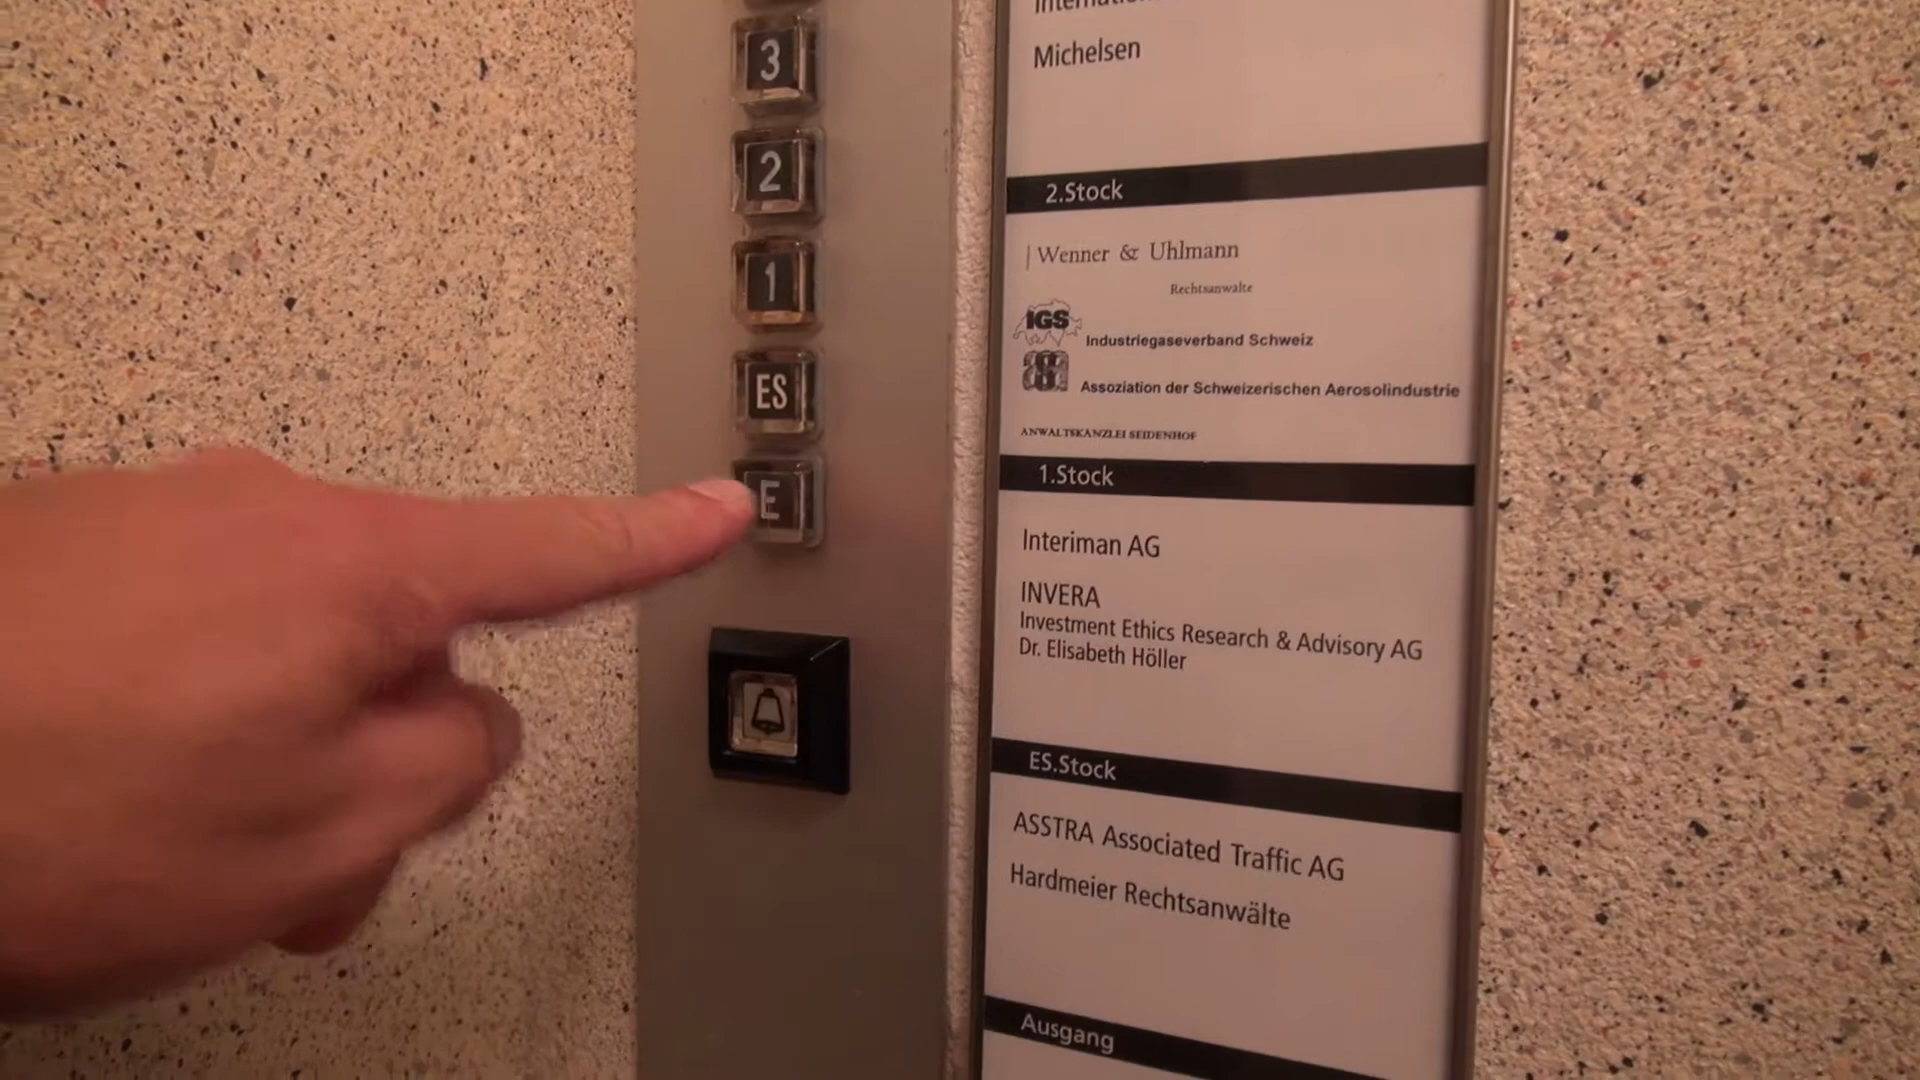 3
2
1
ES
E
Michelsen
2.Stock
Wenner & Uhlmann
Rechtsanwälte
IGS
Industriegaseverband Schweiz
Assoziation der Schweizerischen Aerosolindustrie
ANWALTSKANZLEI SEIDENHOF
1.Stock
Interiman AG
INVERA
Investment Ethics Research & Advisory AG
Dr. Elisabeth Höller
ES.Stock
ASSTRA Associated Traffic AG
Hardmeier Rechtsanwälte
Ausgang